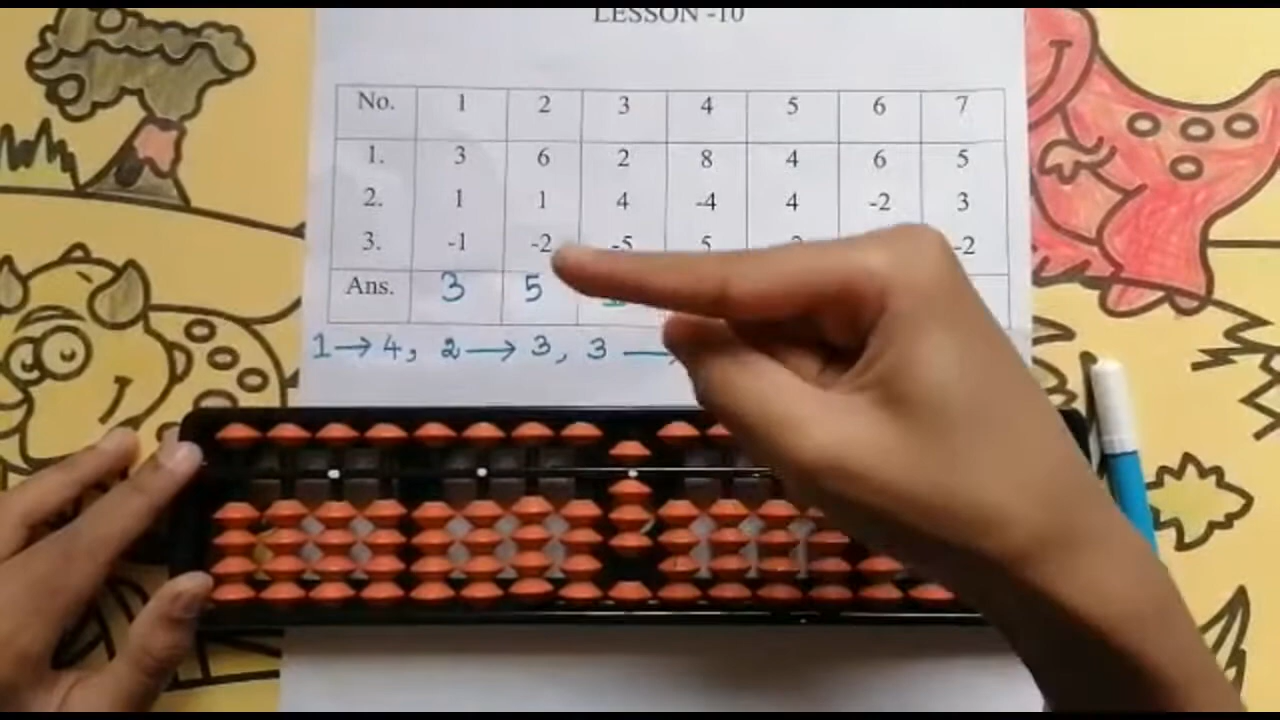 LESSON -10
No. 1 2 3 4 5 6 7
1. 3 6 2 8 4 6 5
2. 1 1 4 -4 4 -2 3
3. -1 -2 -5 5 -2
Ans. 3 5
1→4, 2→3, 3→